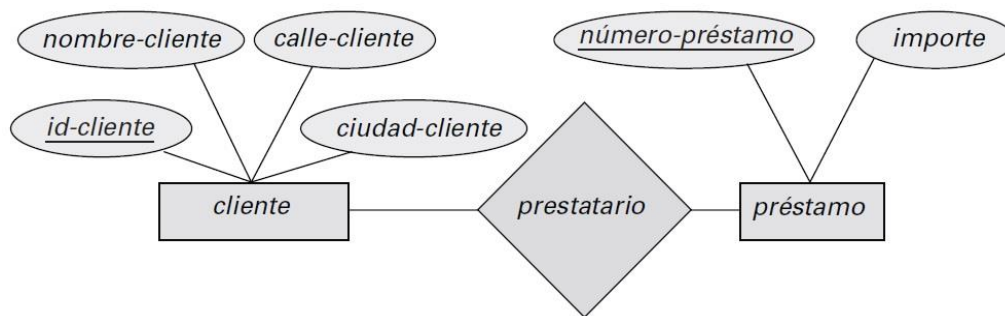 nombre-cliente
calle-cliente
número-préstamo
importe
id-cliente
ciudad-cliente
cliente
prestatario
préstamo